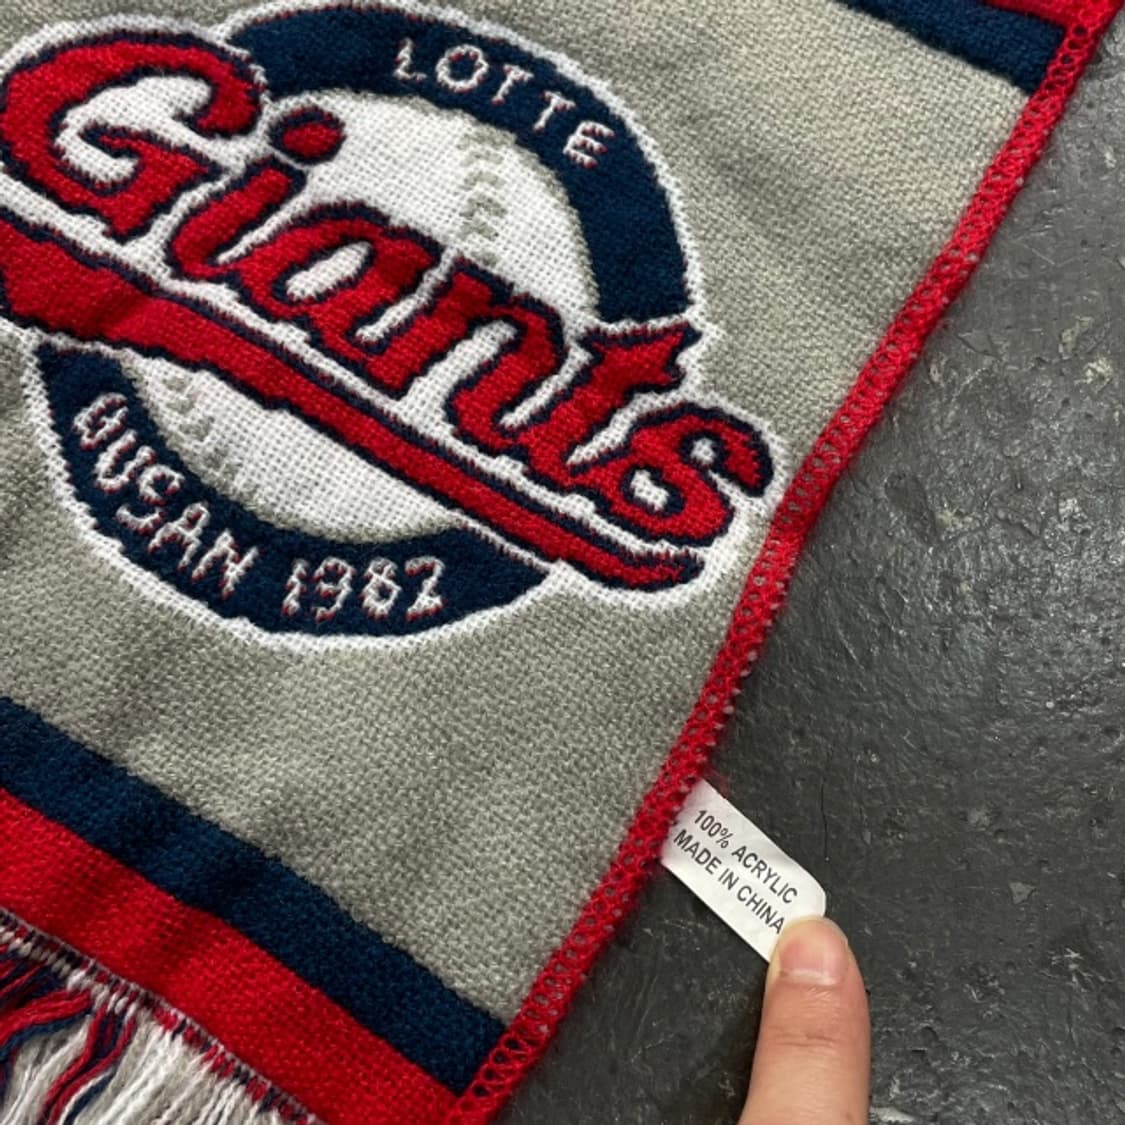 LOTTE
Giants
BUSAN 1982
100% ACRYLIC
MADE IN CHINA